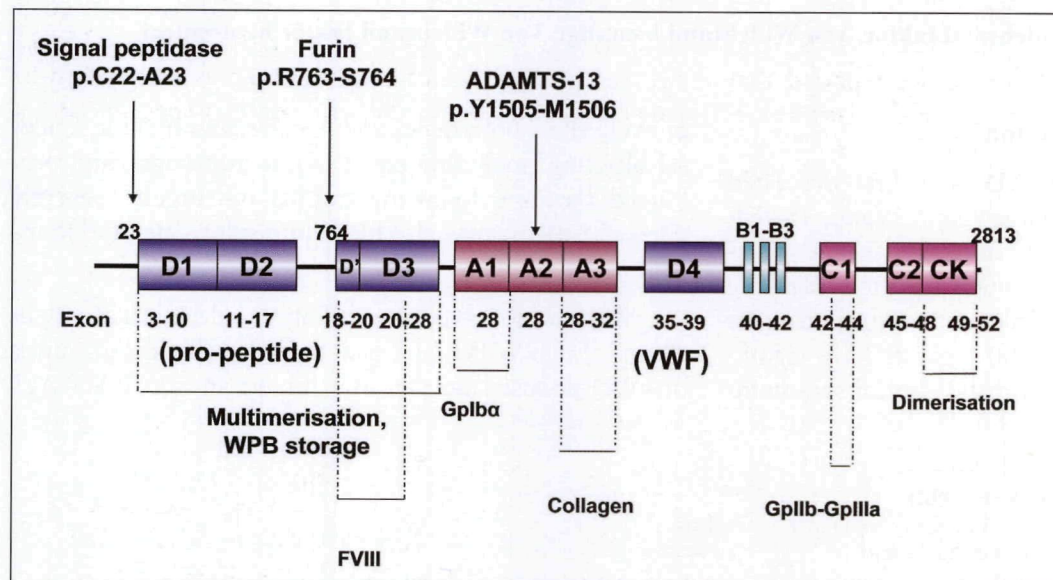 Signal peptidase
p.C22-A23
Furin
p.R763-S764
ADAMTS-13
p.Y1505-M1506
23
764
B1-B3
2813
D1 D2 D' D3 A1 A2 A3 D4 C1 C2 CK
Exon 3-10 11-17 18-20 20-28 28 28 28-32 35-39 40-42 42-44 45-48 49-52
(pro-peptide)
(VWF)
Multimerisation,
WPB storage
GpIbα
Dimerisation
Collagen
GpIIb-GpIIIa
FVIII